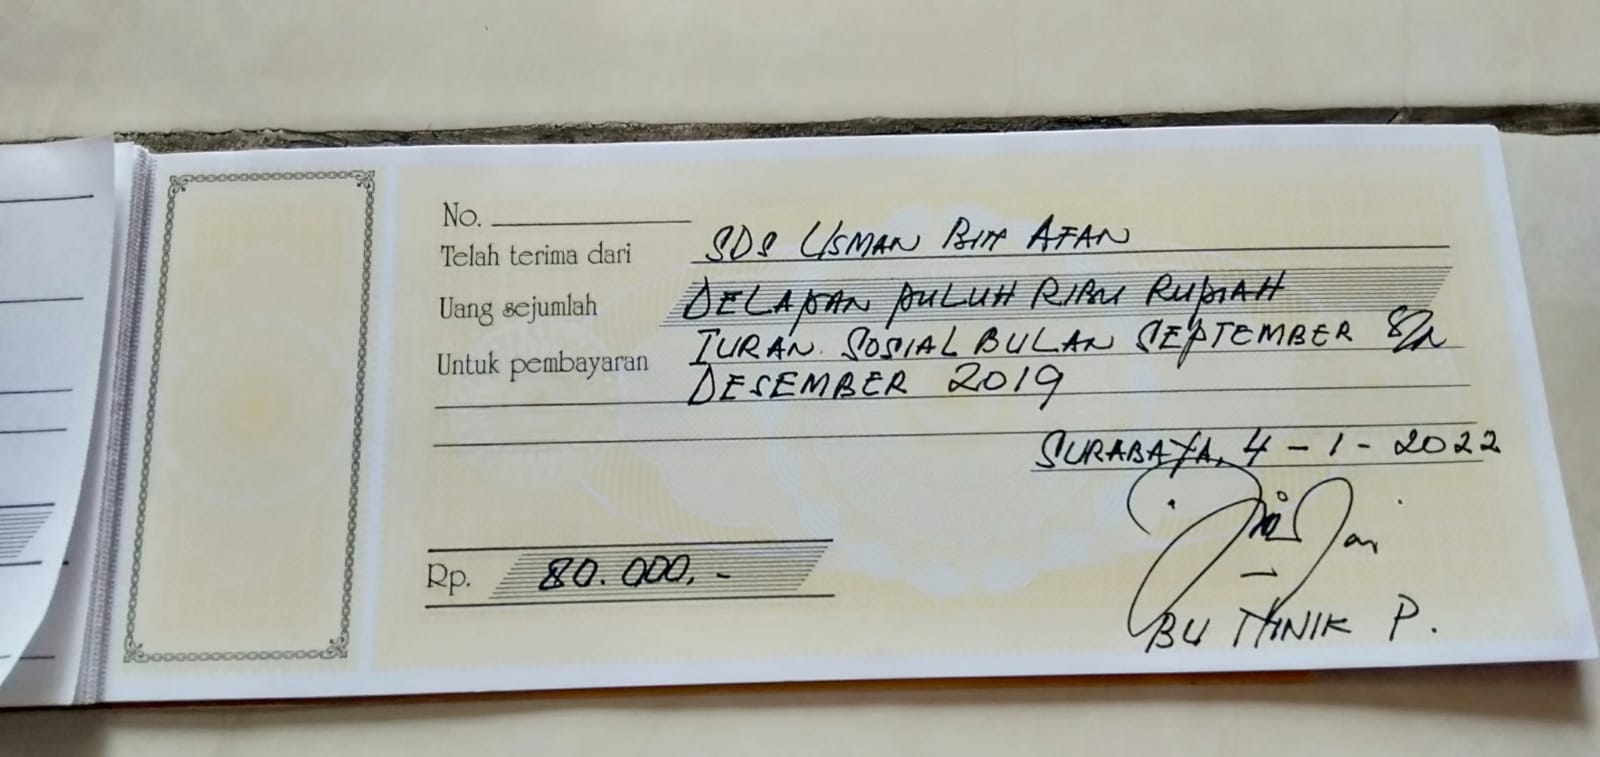 No.
Telah terima dari SDS USMAN BIN AFAN
Uang sejumlah DELAPAN PULUH RIBU RUPIAH
Untuk pembayaran IURAN SOSIAL BULAN SEPTEMBER S/D
DESEMBER 2019
SURABAYA, 4-1-2022
Rp. 80.000,-
BU TITINIK P.